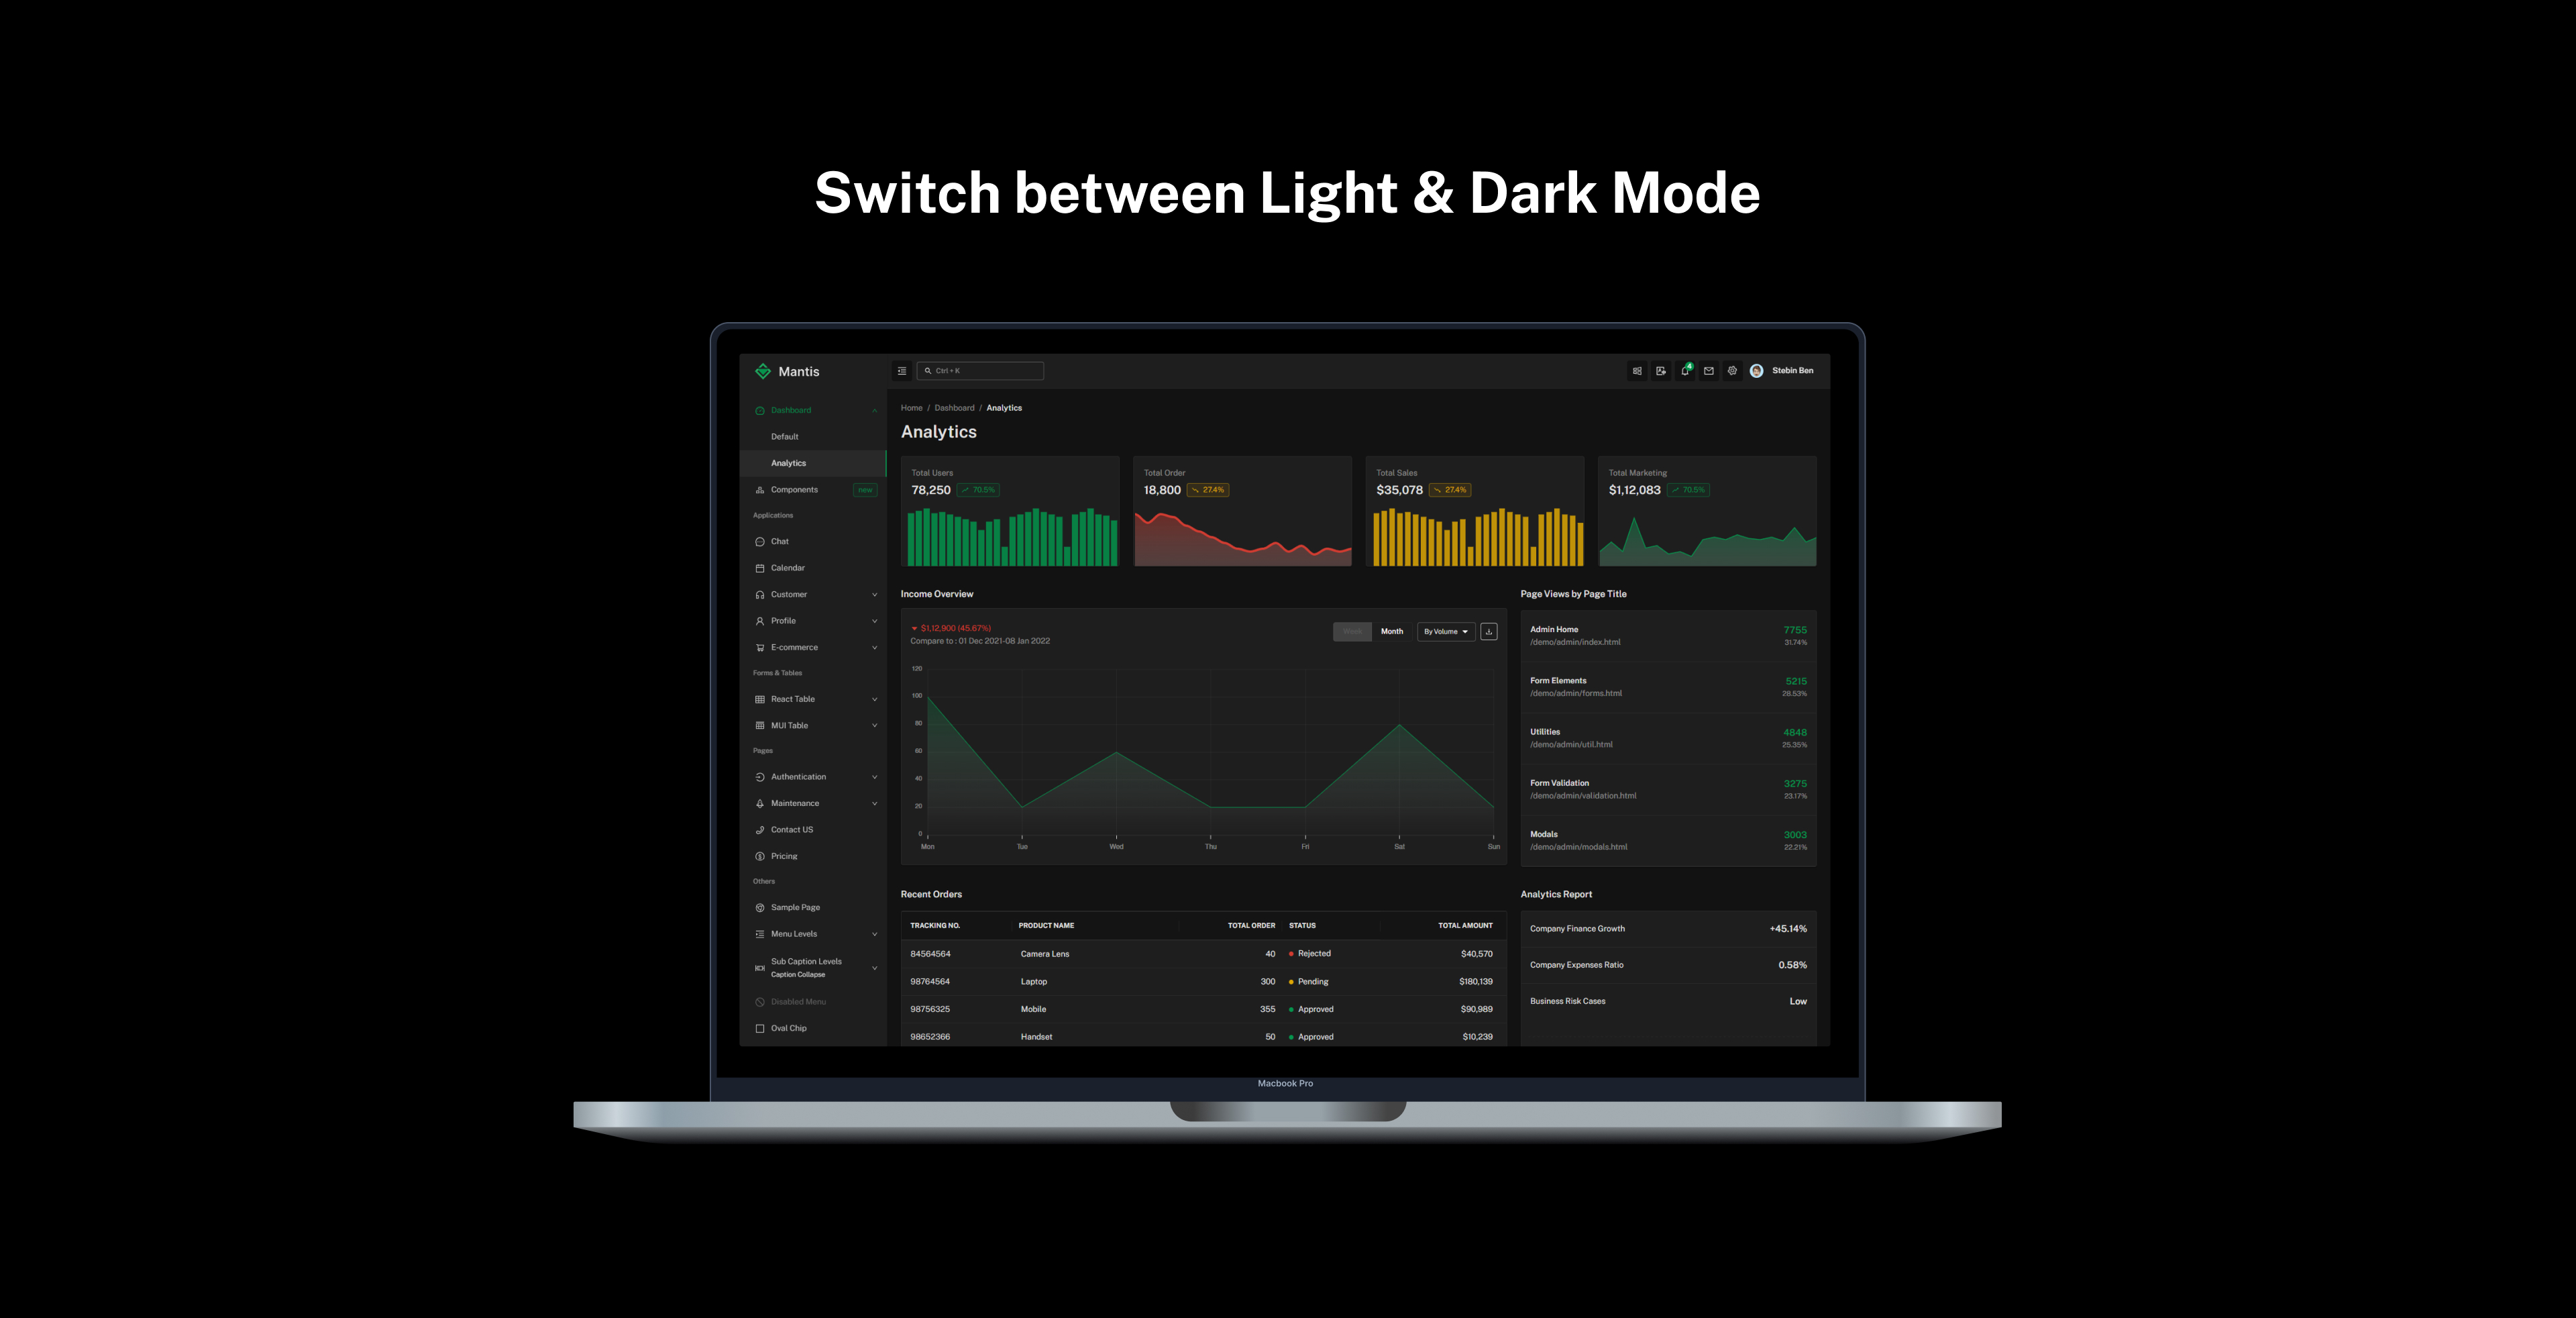 Switch between Light & Dark Mode
Mantis
Ctrl + K
4
Stebin Ben
Dashboard
Default
Analytics
Components
new
Applications
Chat
Calendar
Customer
Profile
E-commerce
Forms & Tables
React Table
MUI Table
Pages
Authentication
Maintenance
Contact US
Pricing
Others
Sample Page
Menu Levels
Sub Caption Levels
Caption Collapse
Disabled Menu
Oval Chip
Home / Dashboard / Analytics
Analytics
Total Users
78,250 70.5%
Total Order
18,800 27.4%
Total Sales
$35,078 27.4%
Total Marketing
$1,12,083 70.5%
Income Overview
$1,12,900 (45.67%)
Compare to : 01 Dec 2021-08 Jan 2022
Week Month By Volume
120
100
80
60
40
20
0
Mon Tue Wed Thu Fri Sat Sun
Page Views by Page Title
Admin Home 7755
/demo/admin/index.html 31.74%
Form Elements 5215
/demo/admin/forms.html 28.53%
Utilities 4848
/demo/admin/util.html 25.35%
Form Validation 3275
/demo/admin/validation.html 23.17%
Modals 3003
/demo/admin/modals.html 22.21%
Recent Orders
TRACKING NO. PRODUCT NAME TOTAL ORDER STATUS TOTAL AMOUNT
84564564 Camera Lens 40 Rejected $40,570
98764564 Laptop 300 Pending $180,139
98756325 Mobile 355 Approved $90,989
98652366 Handset 50 Approved $10,239
Analytics Report
Company Finance Growth +45.14%
Company Expenses Ratio 0.58%
Business Risk Cases Low
Macbook Pro